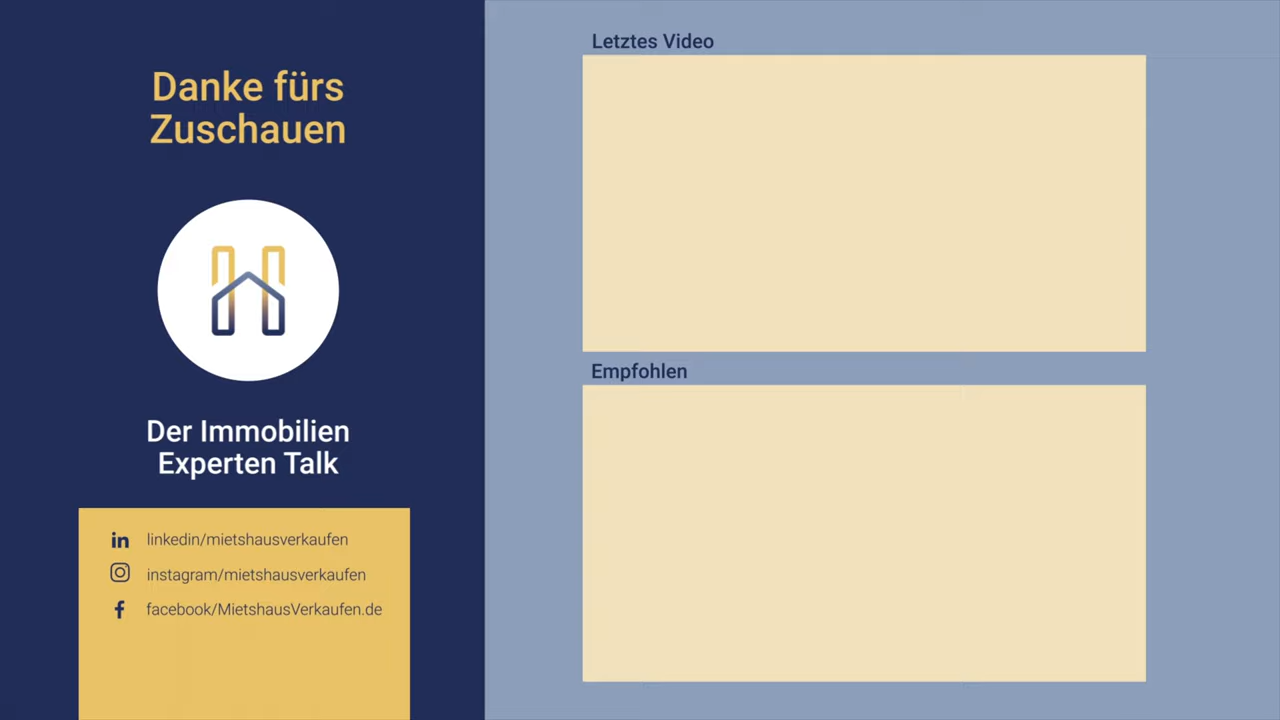 Danke fürs
Zuschauen
Der Immobilien
Experten Talk
linkedin/mietshausverkaufen
instagram/mietshausverkaufen
facebook/MietshausVerkaufen.de
Letztes Video
Empfohlen